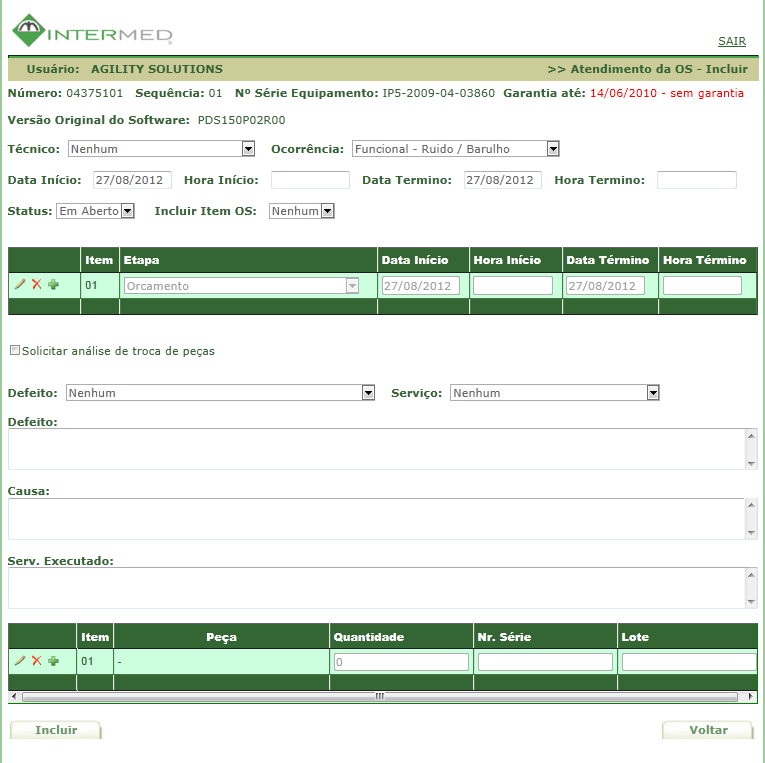 INTERMED
SAIR
Usuário: AGILITY SOLUTIONS >> Atendimento da OS - Incluir
Número: 04375101 Sequência: 01 Nº Série Equipamento: IP5-2009-04-03860 Garantia até: 14/06/2010 - sem garantia
Versão Original do Software: PDS150P02R00
Técnico: Nenhum Ocorrência: Funcional - Ruido / Barulho
Data Início: 27/08/2012 Hora Início: Data Termino: 27/08/2012 Hora Termino:
Status: Em Aberto Incluir Item OS: Nenhum
Item Etapa Data Início Hora Início Data Término Hora Término
01 Orcamento 27/08/2012 27/08/2012
Solicitar análise de troca de peças
Defeito: Nenhum Serviço: Nenhum
Defeito:
Causa:
Serv. Executado:
Item Peça Quantidade Nr. Série Lote
01 - 0
Incluir Voltar